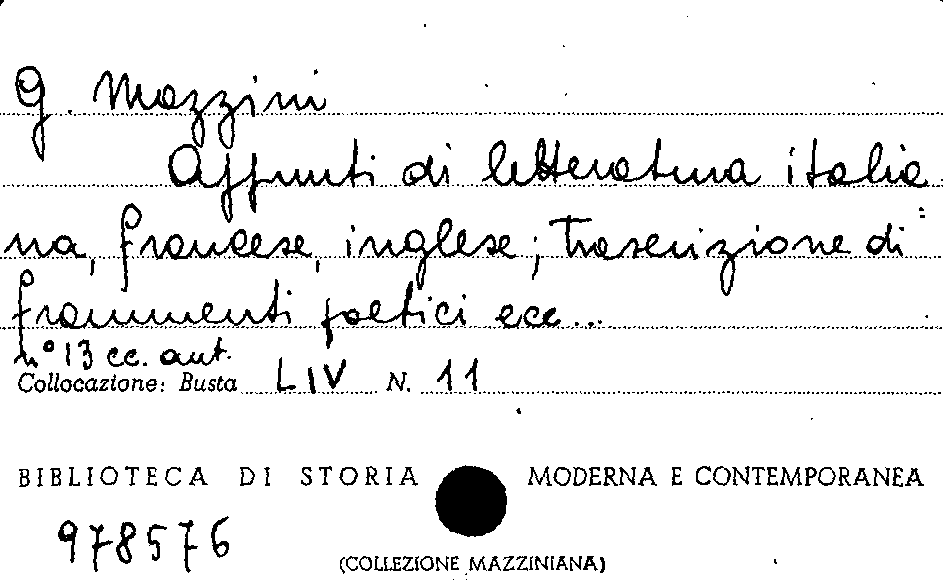 G. Mazzini
Appunti di letteratura italia=
na, francese, inglese; trascrizione di
frammenti poetici ecc...
n° 13 cc. aut.
Collocazione: Busta LIV N. 11
BIBLIOTECA DI STORIA MODERNA E CONTEMPORANEA
978576
(COLLEZIONE MAZZINIANA)